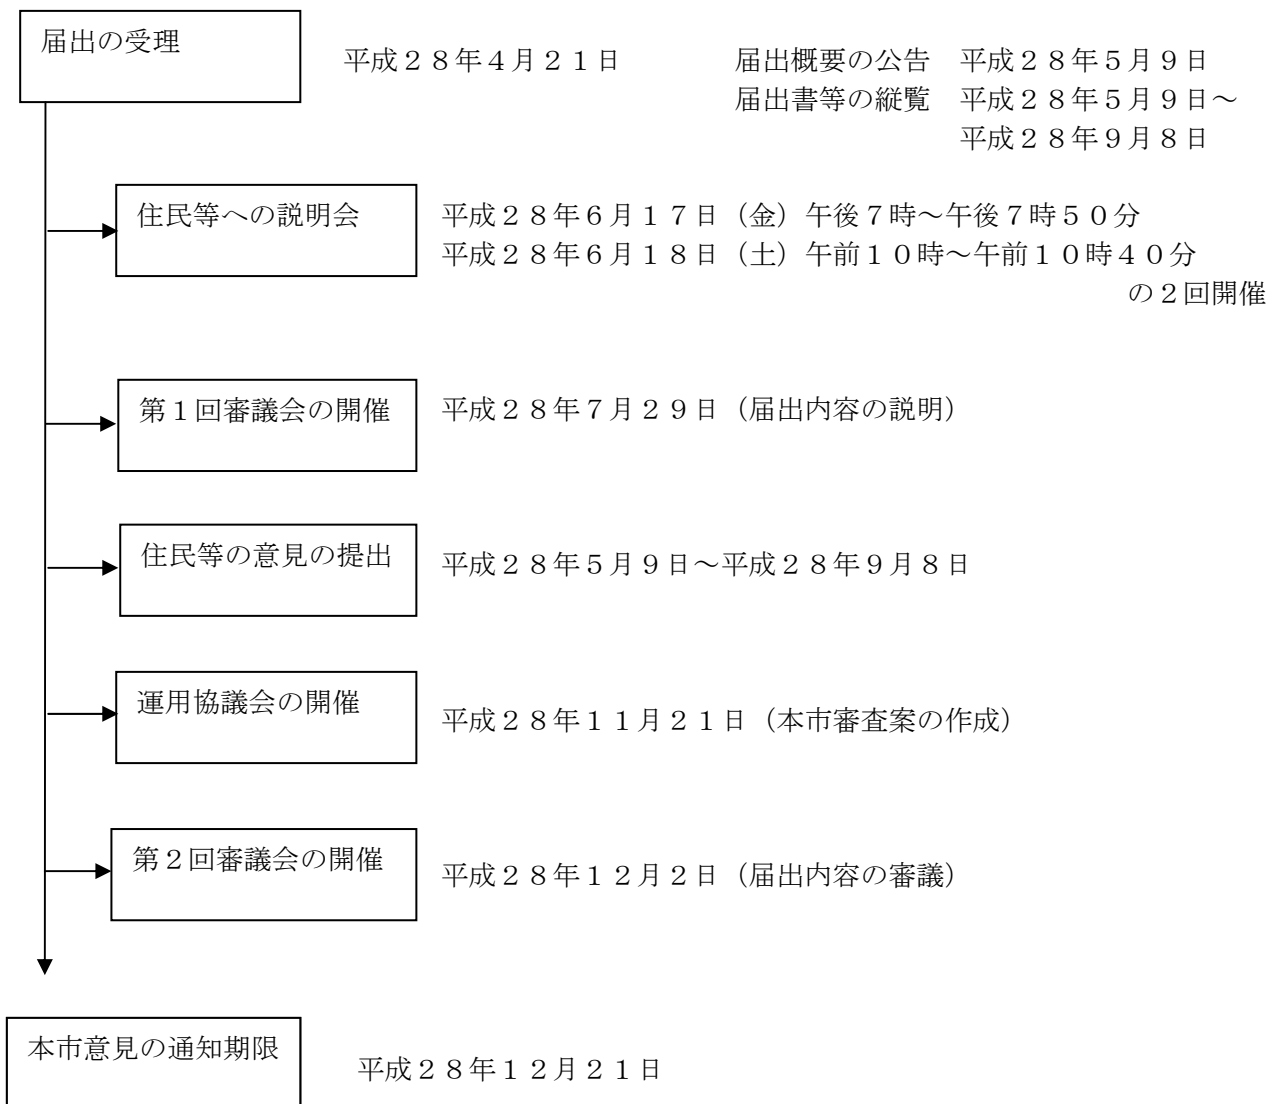 届出の受理
平成２８年４月２１日
届出概要の公告　平成２８年５月９日
届出書等の縦覧　平成２８年５月９日～
平成２８年９月８日
住民等への説明会
平成２８年６月１７日（金）午後７時～午後７時５０分
平成２８年６月１８日（土）午前１０時～午前１０時４０分
の２回開催
第１回審議会の開催
平成２８年７月２９日（届出内容の説明）
住民等の意見の提出
平成２８年５月９日～平成２８年９月８日
運用協議会の開催
平成２８年１１月２１日（本市審査案の作成）
第２回審議会の開催
平成２８年１２月２日（届出内容の審議）
本市意見の通知期限
平成２８年１２月２１日